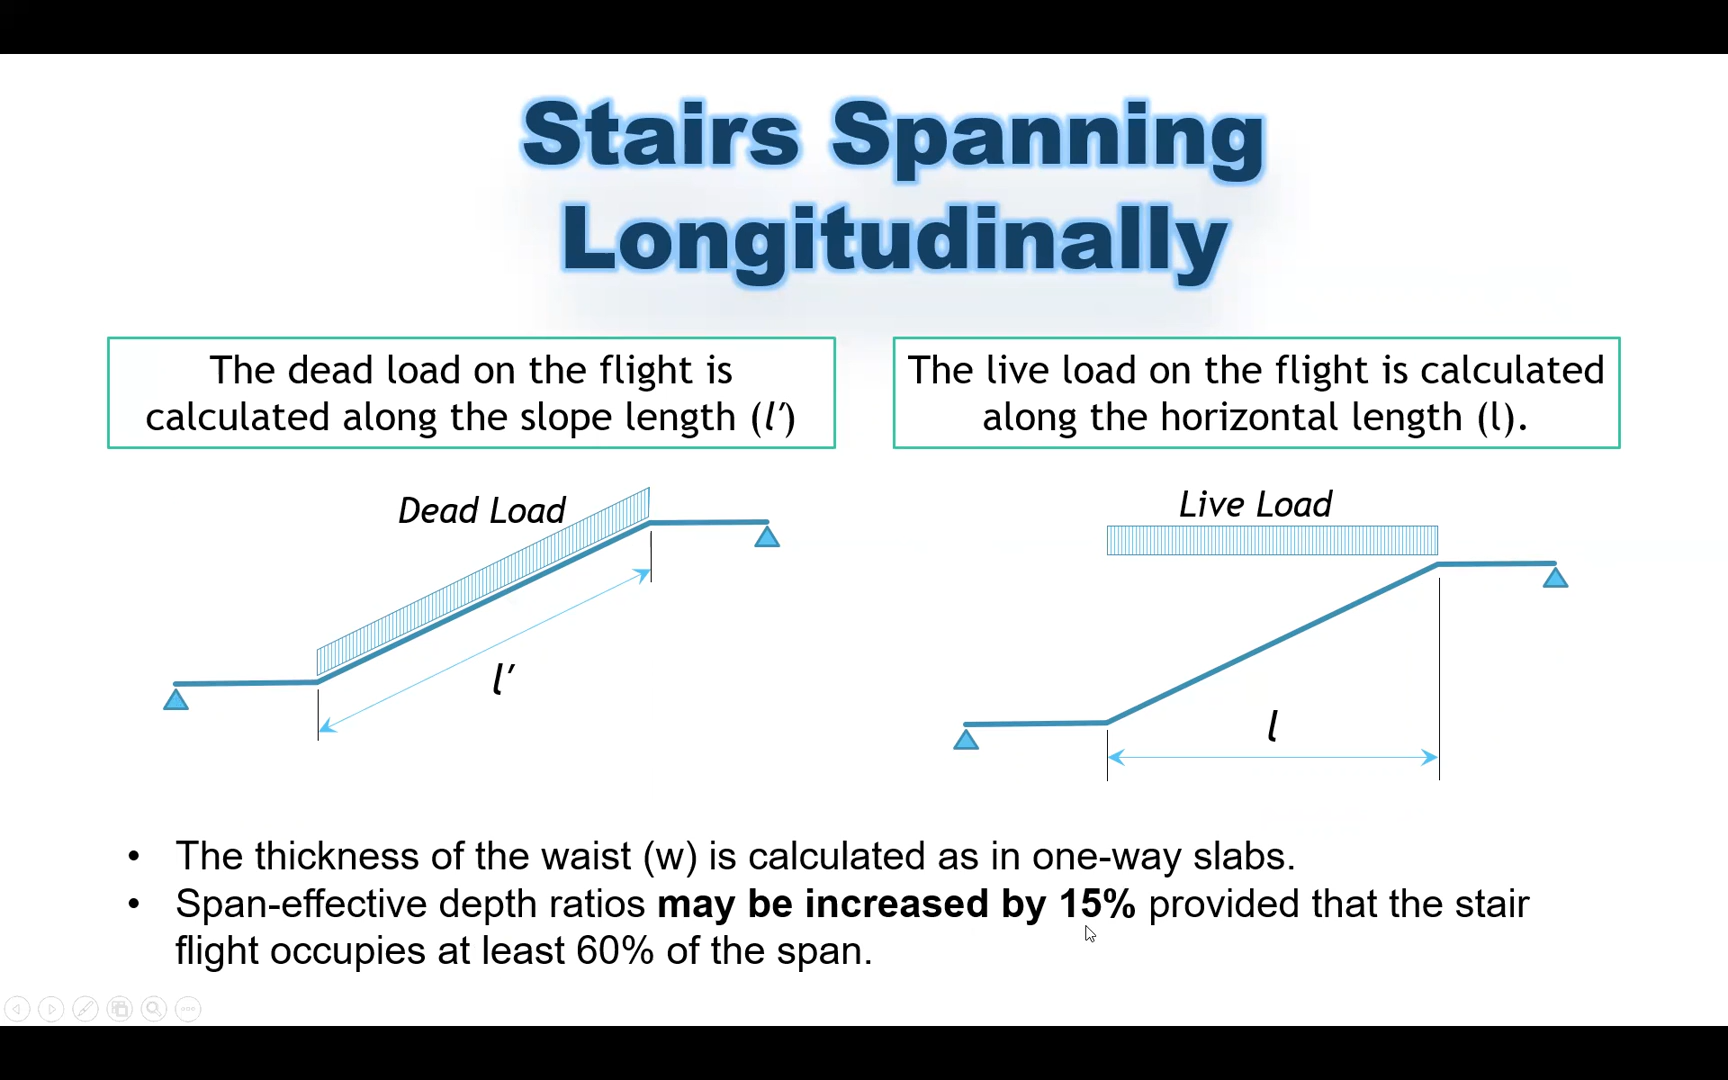 Stairs Spanning
Longitudinally
The dead load on the flight is
calculated along the slope length (l′)
The live load on the flight is calculated
along the horizontal length (l).
Dead Load
l′
Live Load
l
• The thickness of the waist (w) is calculated as in one-way slabs.
• Span-effective depth ratios may be increased by 15% provided that the stair
flight occupies at least 60% of the span.